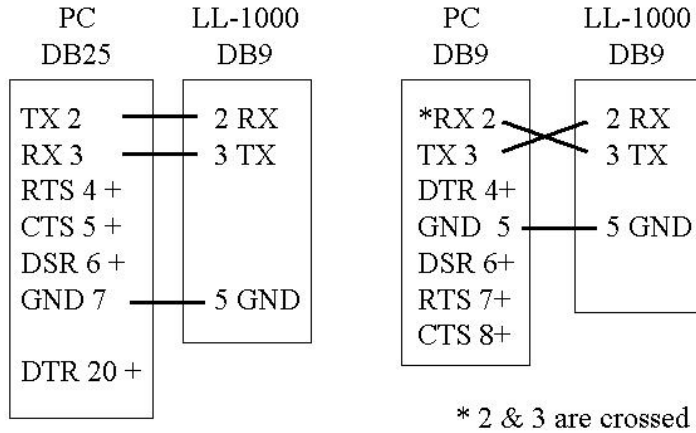 PC
DB25
LL-1000
DB9
TX 2
RX 3
RTS 4 +
CTS 5 +
DSR 6 +
GND 7
DTR 20 +
2 RX
3 TX
5 GND
PC
DB9
LL-1000
DB9
*RX 2
TX 3
DTR 4+
GND 5
DSR 6+
RTS 7+
CTS 8+
2 RX
3 TX
5 GND
* 2 & 3 are crossed